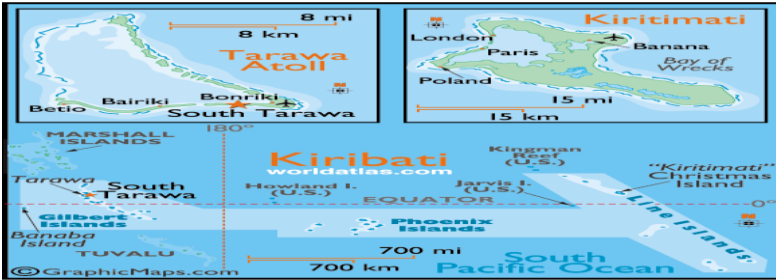 8 mi
8 km
Tarawa
Atoll
Bonriki
Bairiki
Betio
South Tarawa
N
Kiritimati
N
London
Paris
Banana
Bay of
Wrecks
Poland
15 mi
15 km
180°
MARSHALL
ISLANDS
Kiribati
worldatlas.com
Kingman
Reef
(U.S.)
"Kiritimati"
Christmas
Island
Tarawa
South
Tarawa
Howland I.
(U.S.)
Jarvis I.
(U.S.)
EQUATOR
0°
Gilbert
Islands
Phoenix
Islands
Line Islands
N
Banaba
Island
TUVALU
700 mi
700 km
South
Pacific Ocean
©GraphicMaps.com